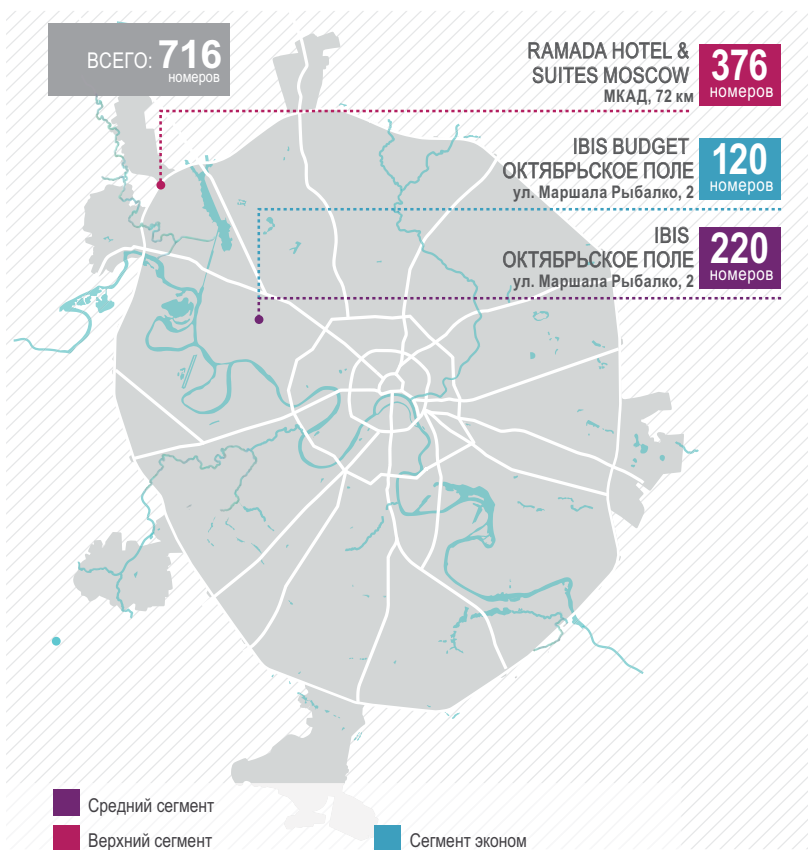 ВСЕГО: 716
номеров
RAMADA HOTEL &
SUITES MOSCOW
МКАД, 72 км
376
номеров
IBIS BUDGET
ОКТЯБРЬСКОЕ ПОЛЕ
ул. Маршала Рыбалко, 2
120
номеров
IBIS
ОКТЯБРЬСКОЕ ПОЛЕ
ул. Маршала Рыбалко, 2
220
номеров
Средний сегмент
Верхний сегмент
Сегмент эконом